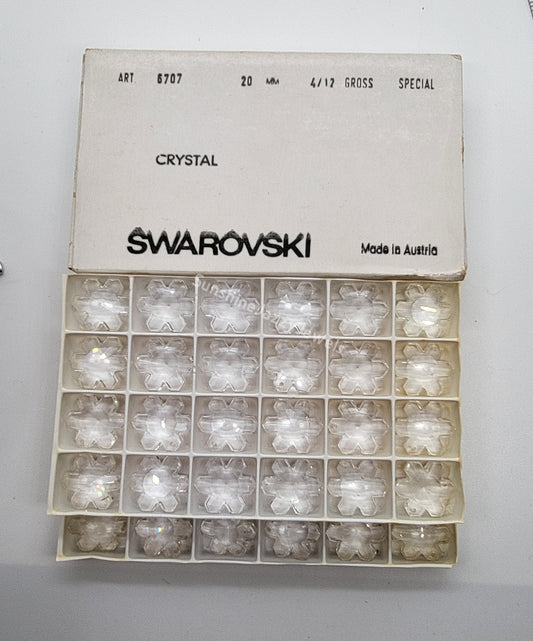 ART. 6707 20 MM 4/12 GROSS SPECIAL
CRYSTAL
SWAROVSKI Made in Austria